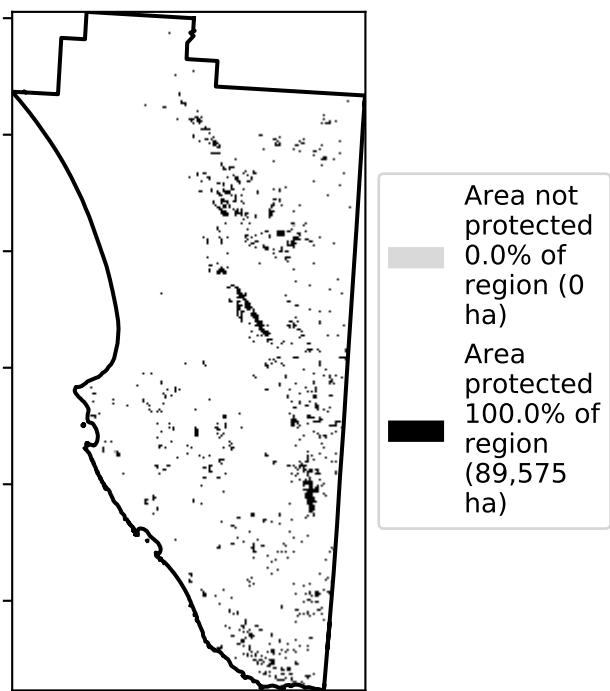 Area not
protected
0.0% of
region (0
ha)
Area
protected
100.0% of
region
(89,575
ha)